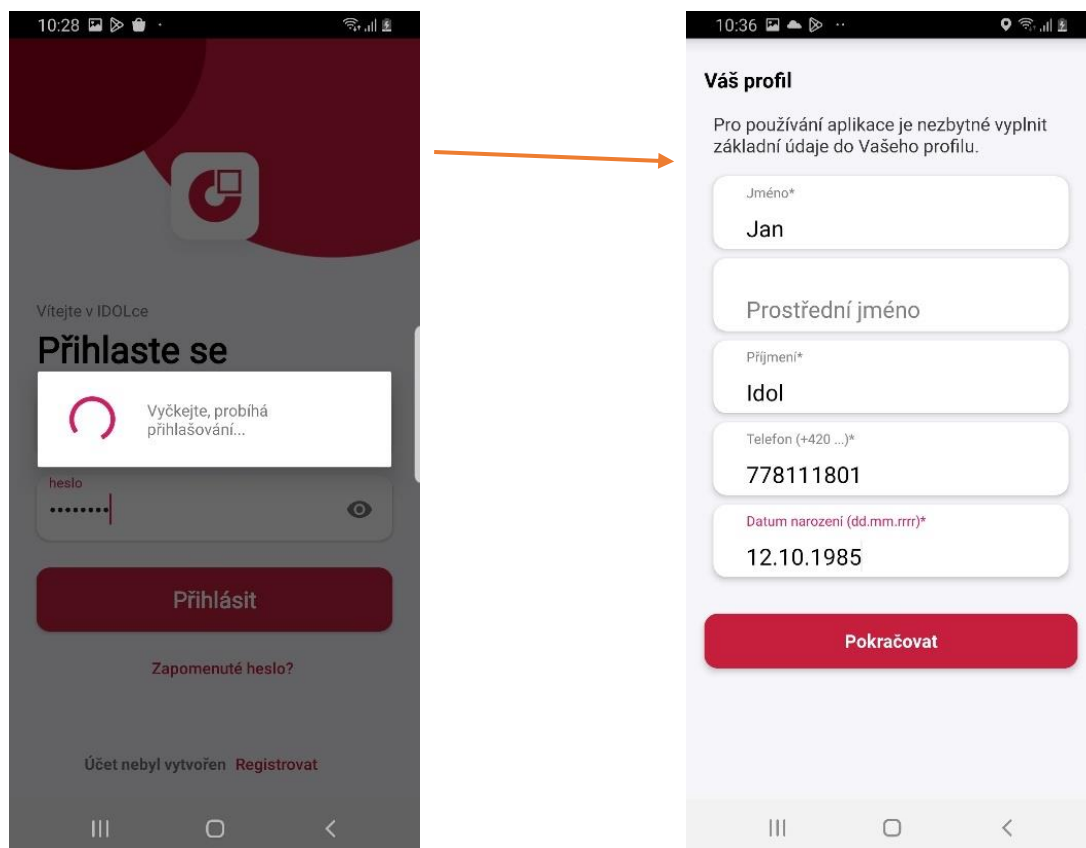 10:28
Vítejte v IDOLce
Přihlaste se
Vyčkejte, probíhá
přihlašování...
heslo
••••••••
Přihlásit
Zapomenuté heslo?
Účet nebyl vytvořen Registrovat
10:36
Váš profil
Pro používání aplikace je nezbytné vyplnit
základní údaje do Vašeho profilu.
Jméno*
Jan
Prostřední jméno
Příjmení*
Idol
Telefon (+420 ...)*
778111801
Datum narození (dd.mm.rrrr)*
12.10.1985
Pokračovat